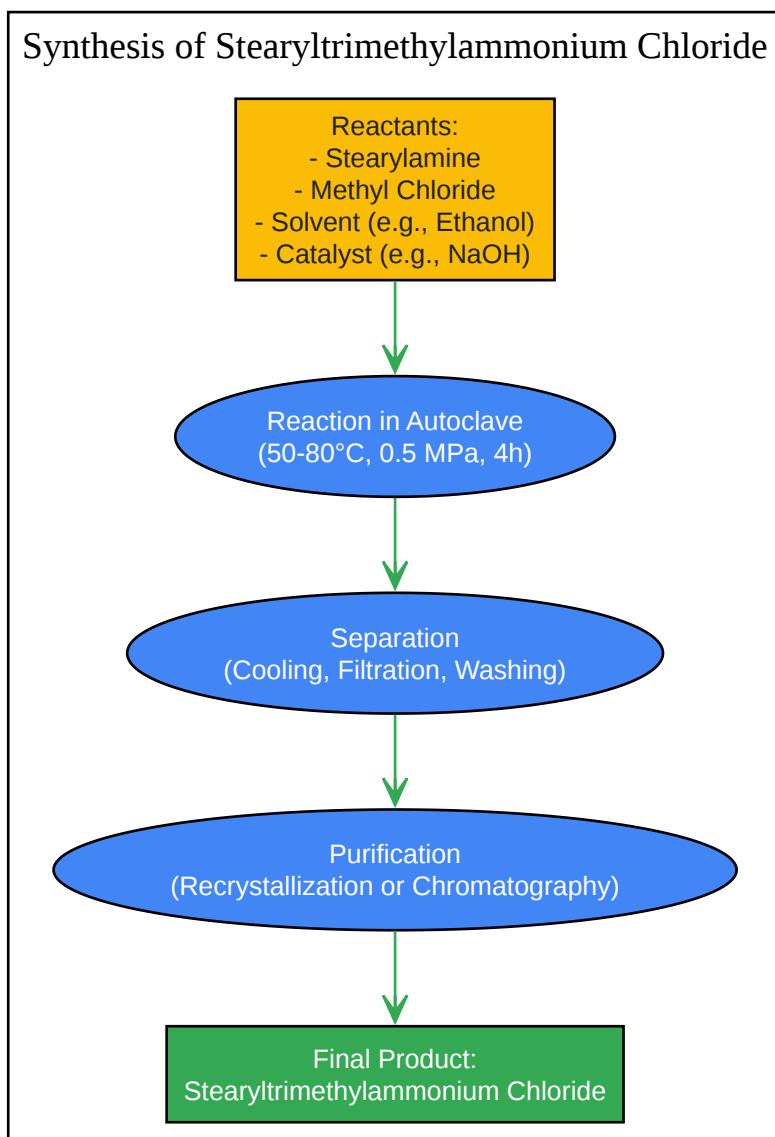 Synthesis of Stearyltrimethylammonium Chloride
Reactants:
- Stearylamine
- Methyl Chloride
- Solvent (e.g., Ethanol)
- Catalyst (e.g., NaOH)
Reaction in Autoclave
(50-80°C, 0.5 MPa, 4h)
Separation
(Cooling, Filtration, Washing)
Purification
(Recrystallization or Chromatography)
Final Product:
Stearyltrimethylammonium Chloride